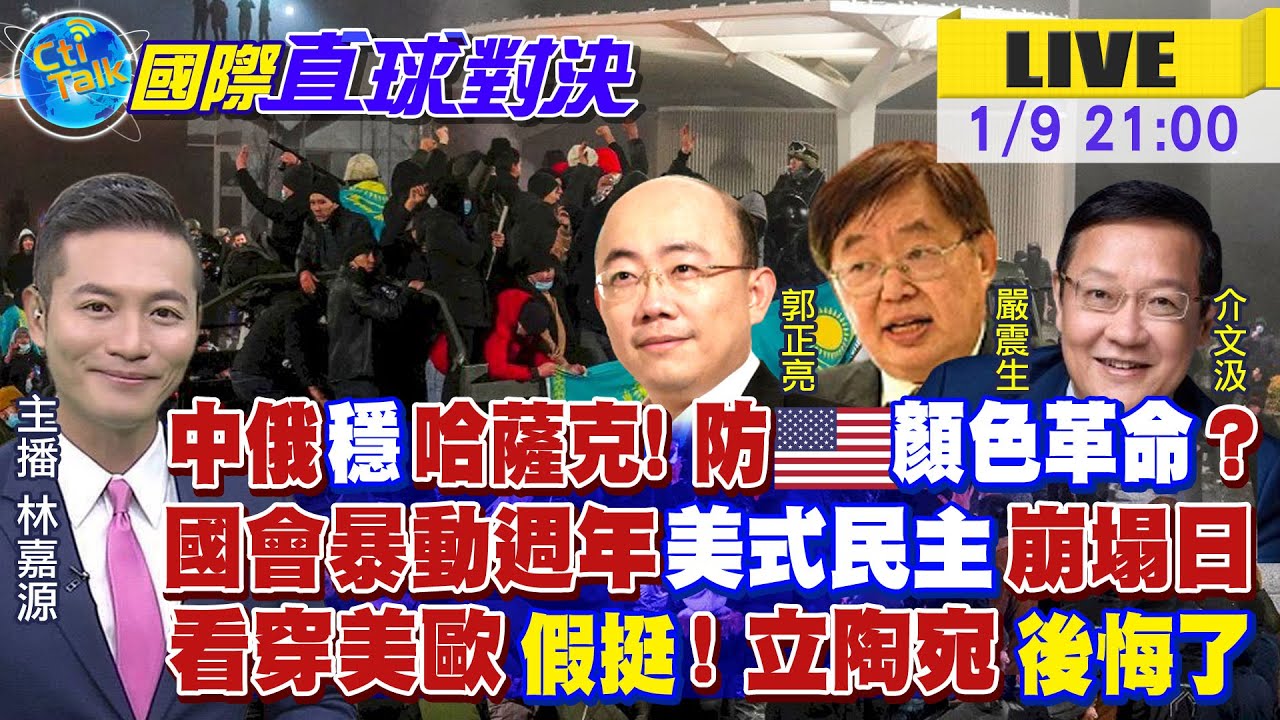 Cti Talk
國際直球對決
LIVE
1/9 21:00
主播 林嘉源
郭正亮
嚴震生
介文汲
中俄穩哈薩克!防顏色革命?
國會暴動週年美式民主崩塌日
看穿美歐假挺!立陶宛後悔了